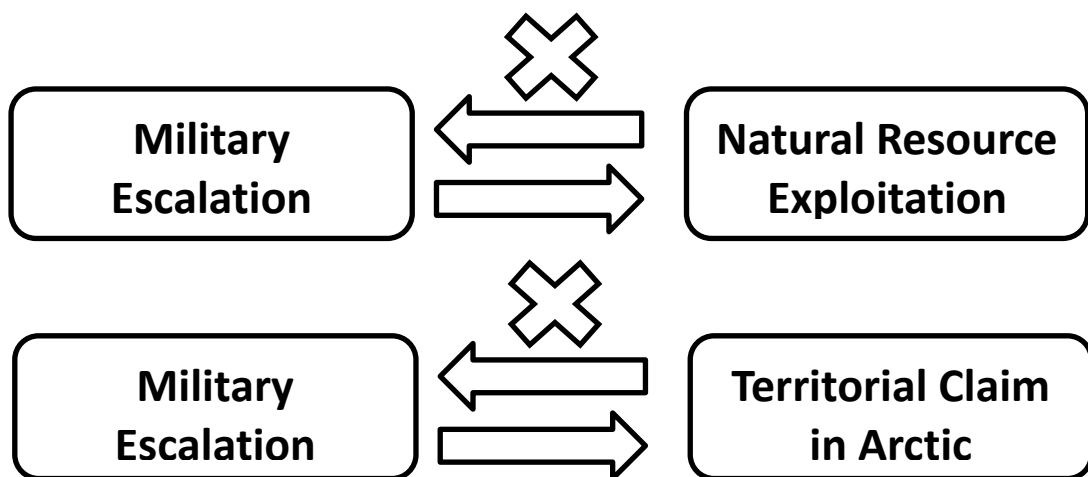 Military
Escalation
Natural Resource
Exploitation
Military
Escalation
Territorial Claim
in Arctic